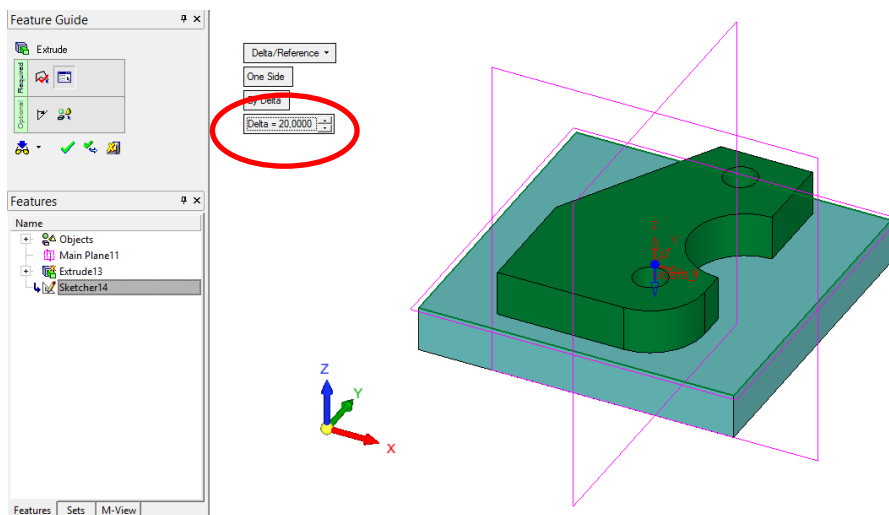 Feature Guide
Extrude
Required
Optional
Delta/Reference
One Side
By Delta
Delta = 20,0000
Features
Name
Objects
Main Plane11
Extrude13
Sketcher14
Features Sets M-View
Z
Y
X